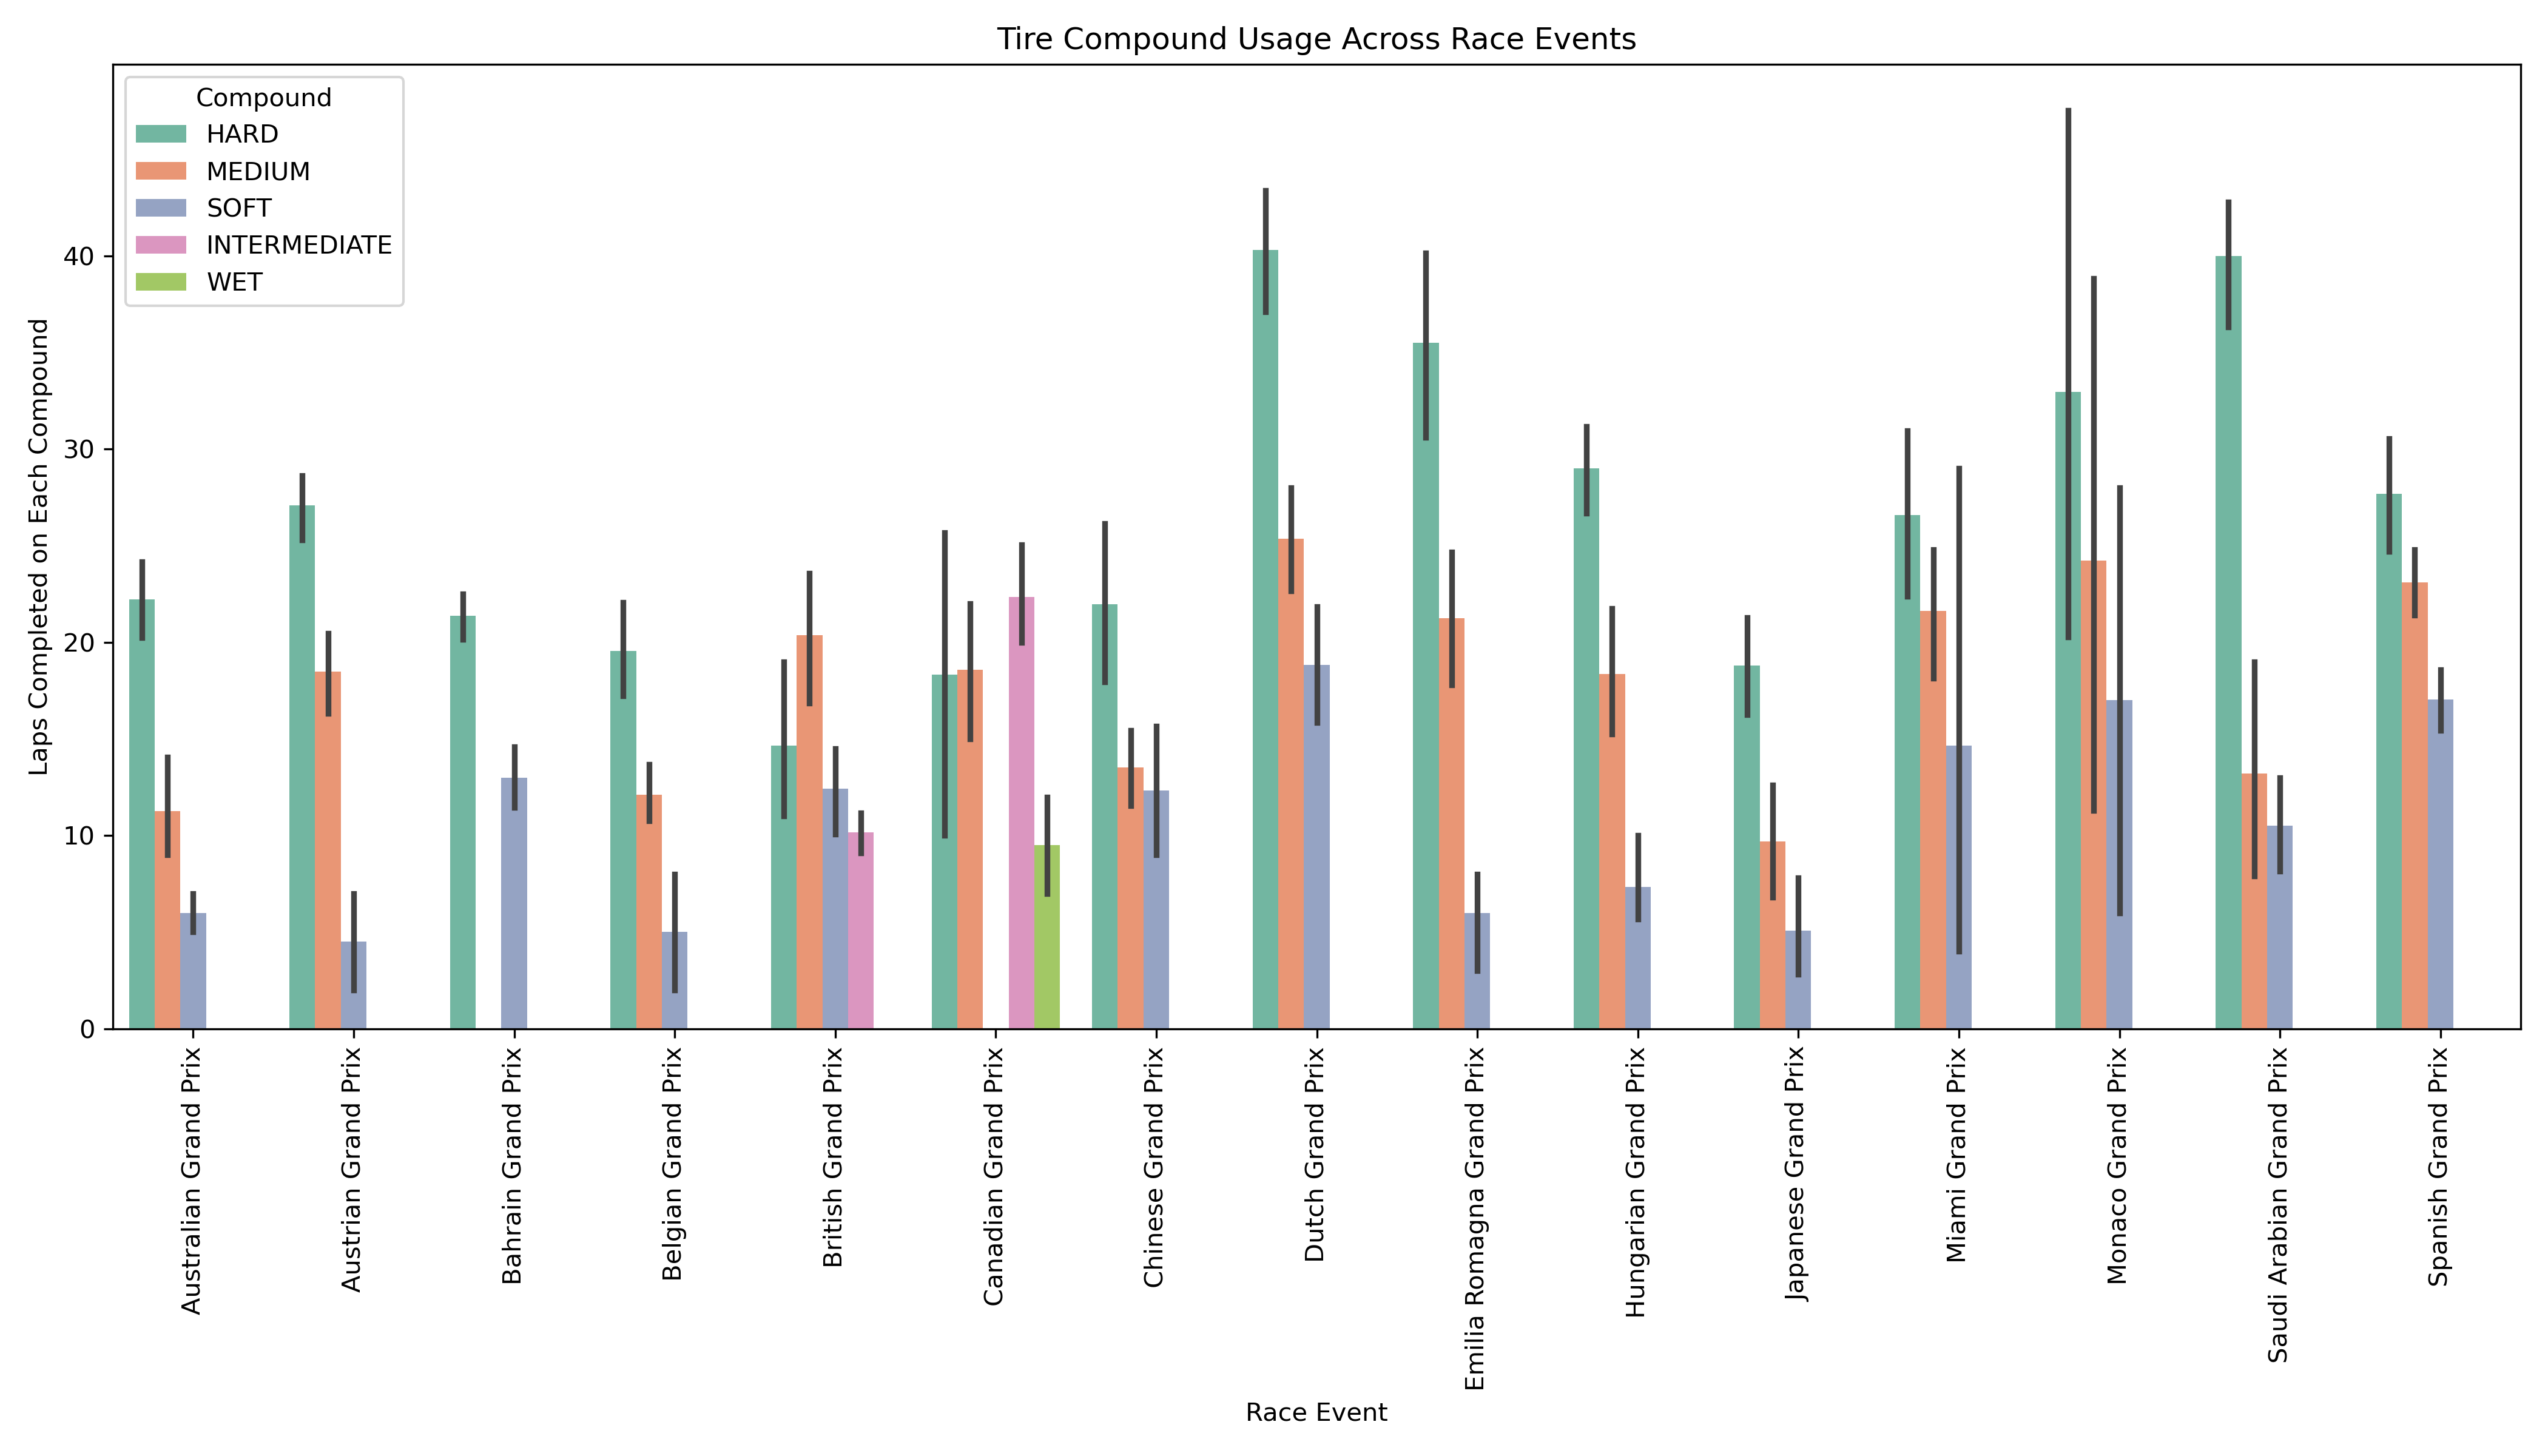 Tire Compound Usage Across Race Events
Compound
HARD
MEDIUM
SOFT
INTERMEDIATE
WET
Laps Completed on Each Compound
40
30
20
10
0
Australian Grand Prix
Austrian Grand Prix
Bahrain Grand Prix
Belgian Grand Prix
British Grand Prix
Canadian Grand Prix
Chinese Grand Prix
Dutch Grand Prix
Emilia Romagna Grand Prix
Hungarian Grand Prix
Japanese Grand Prix
Miami Grand Prix
Monaco Grand Prix
Saudi Arabian Grand Prix
Spanish Grand Prix
Race Event